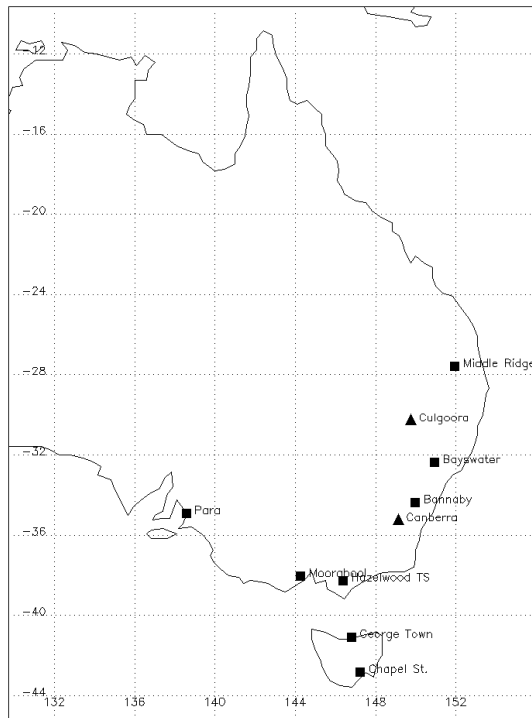 -12
-16
-20
-24
-28
Middle Ridge
Culgoora
-32
Bayswater
Bannaby
Para
Canberra
-36
Moorabool
Hazelwood TS
-40
George Town
Chapel St.
-44
132 136 140 144 148 152